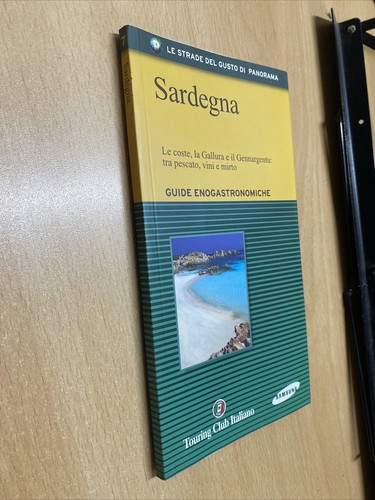 LE STRADE DEL GUSTO DI PANORAMA
Sardegna
Le coste, la Gallura e il Gennargentu:
tra pescato, vini e mirto
GUIDE ENOGASTRONOMICHE
SAMSUNG
Touring Club Italiano
Sardegna